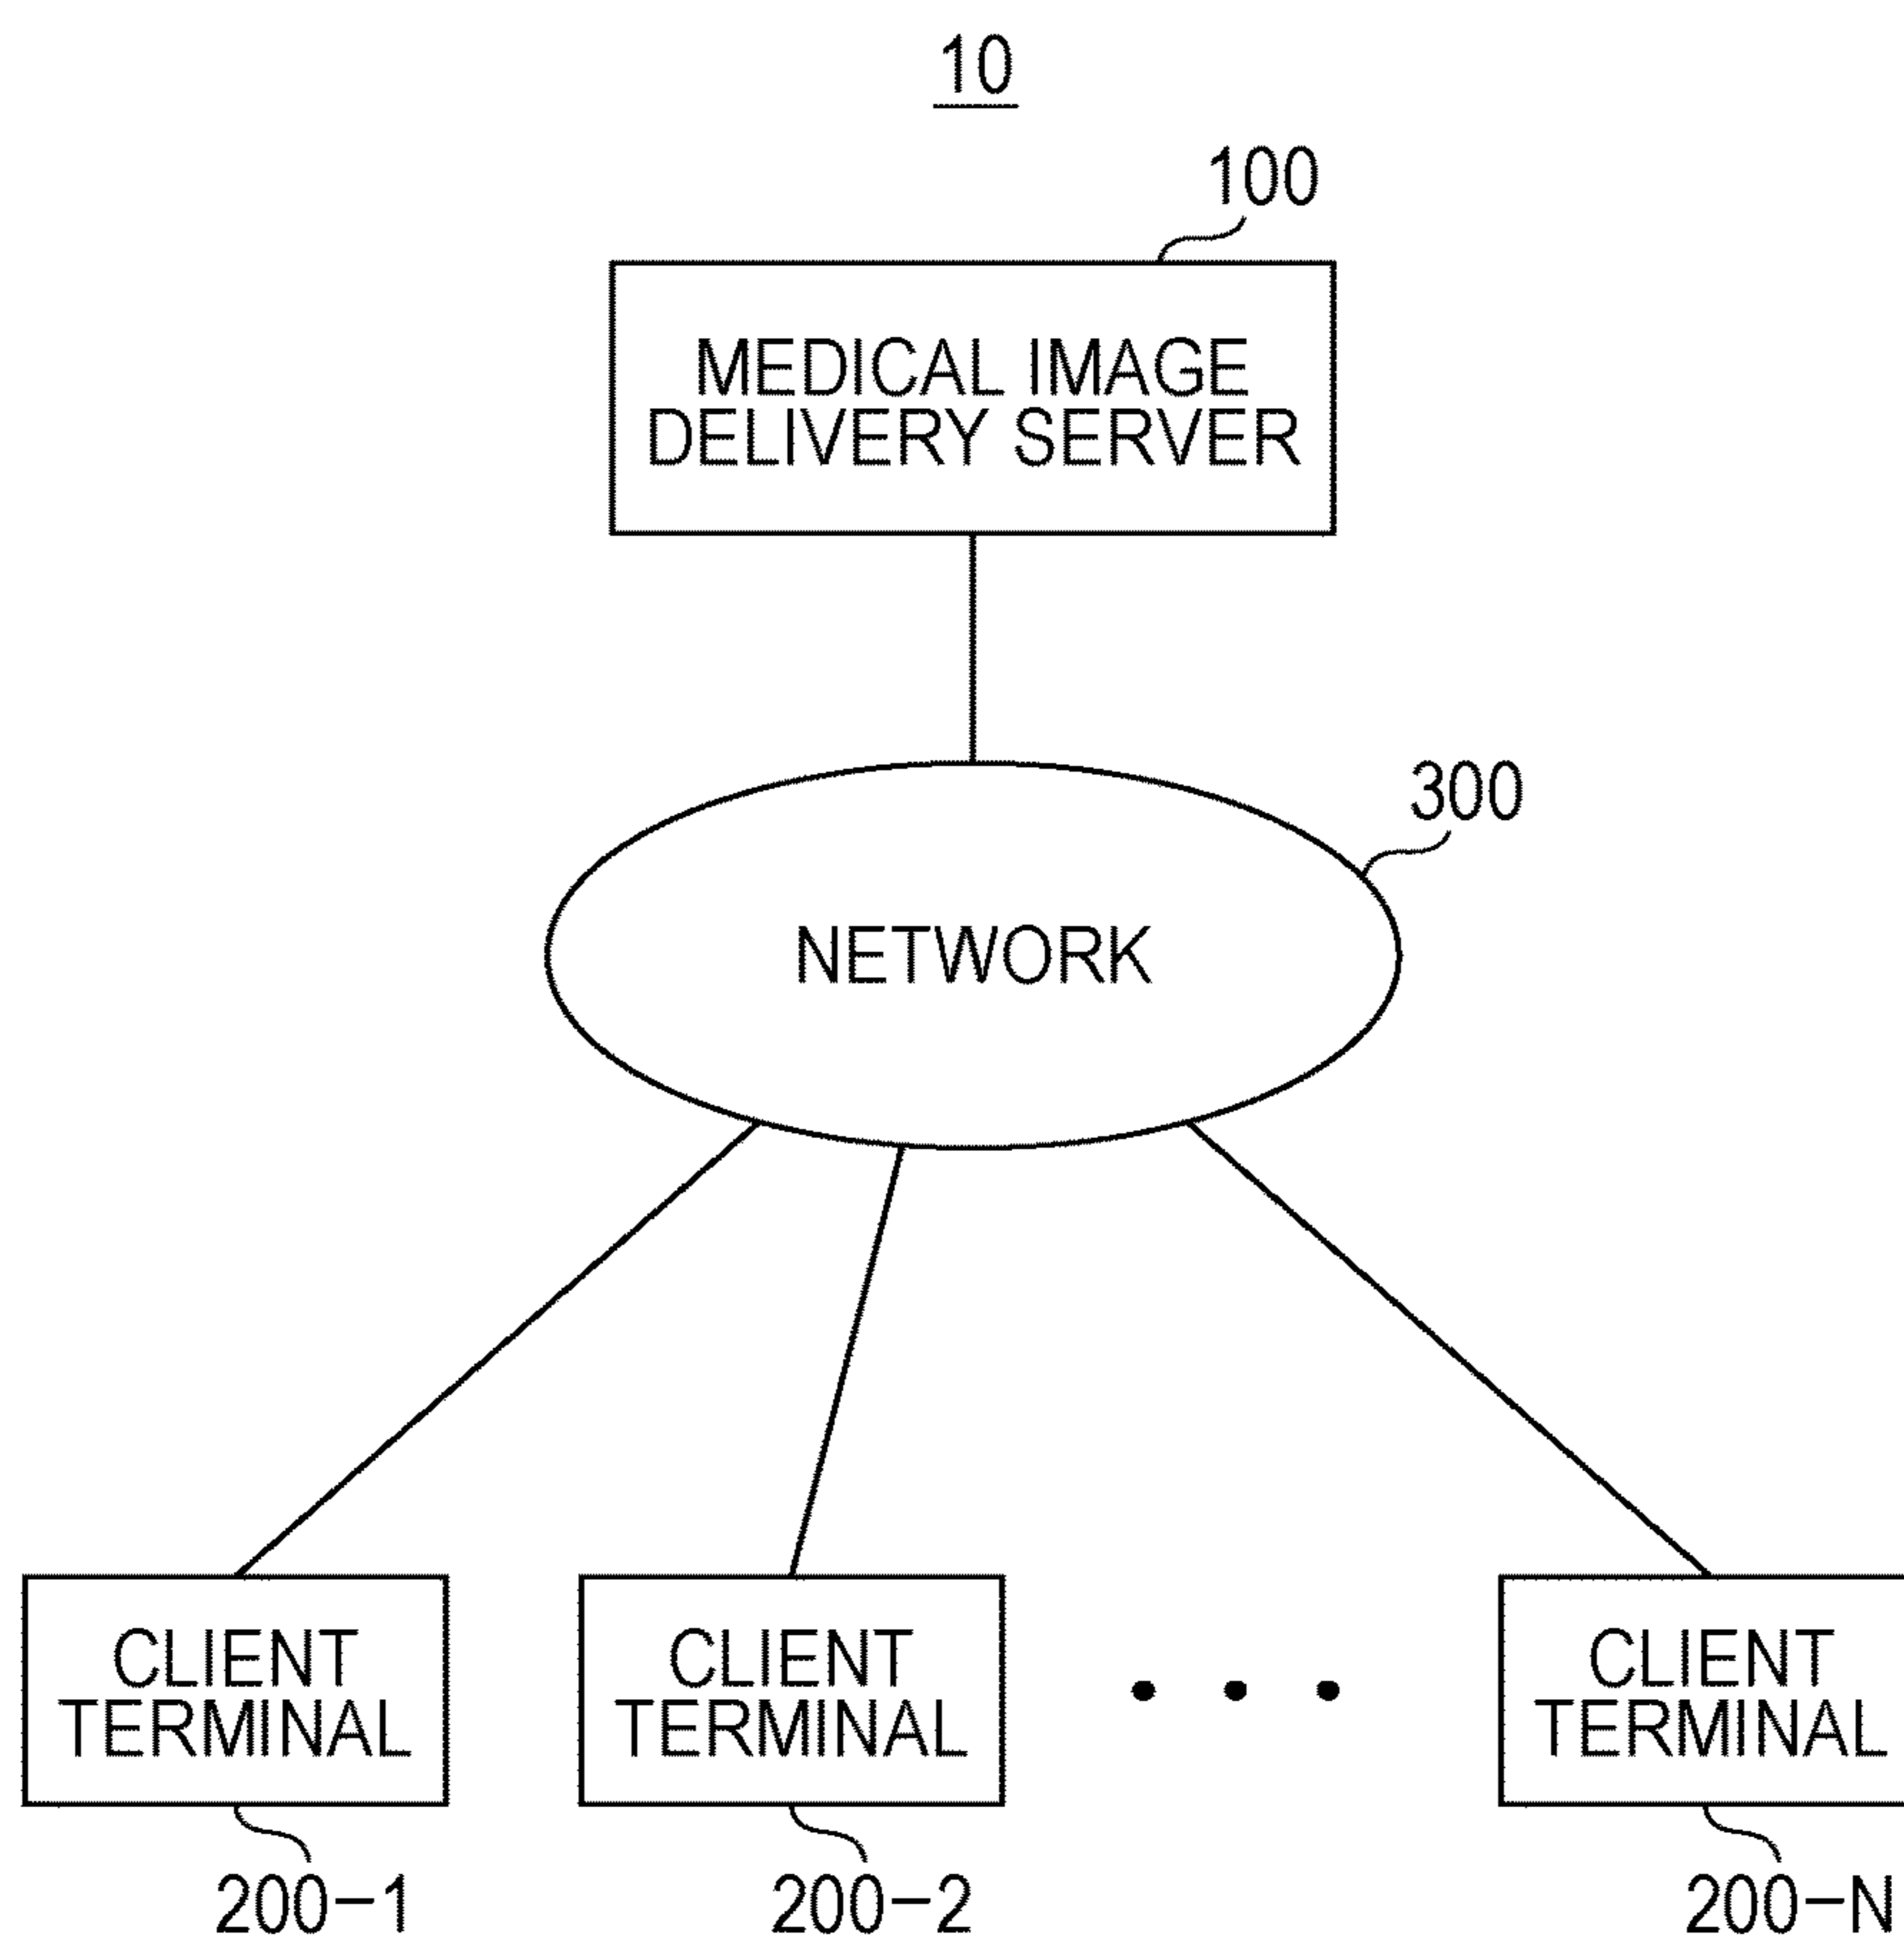 10
100
MEDICAL IMAGE
DELIVERY SERVER
300
NETWORK
CLIENT
TERMINAL
CLIENT
TERMINAL
CLIENT
TERMINAL
200-1
200-2
200-N